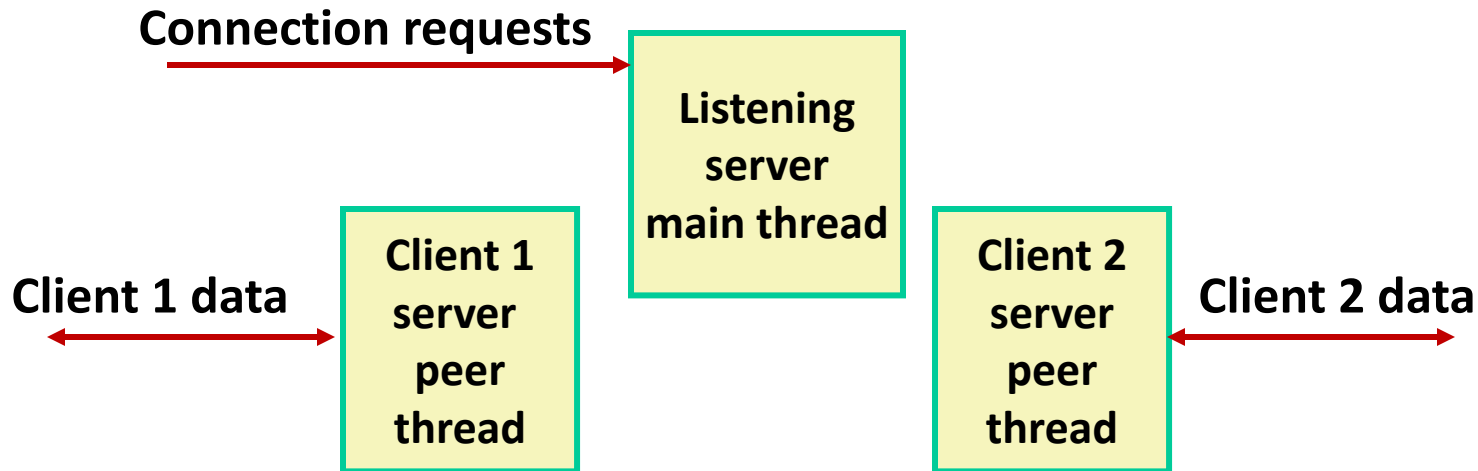 Connection requests
Listening
server
main thread
Client 1 data
Client 1
server
peer
thread
Client 2
server
peer
thread
Client 2 data